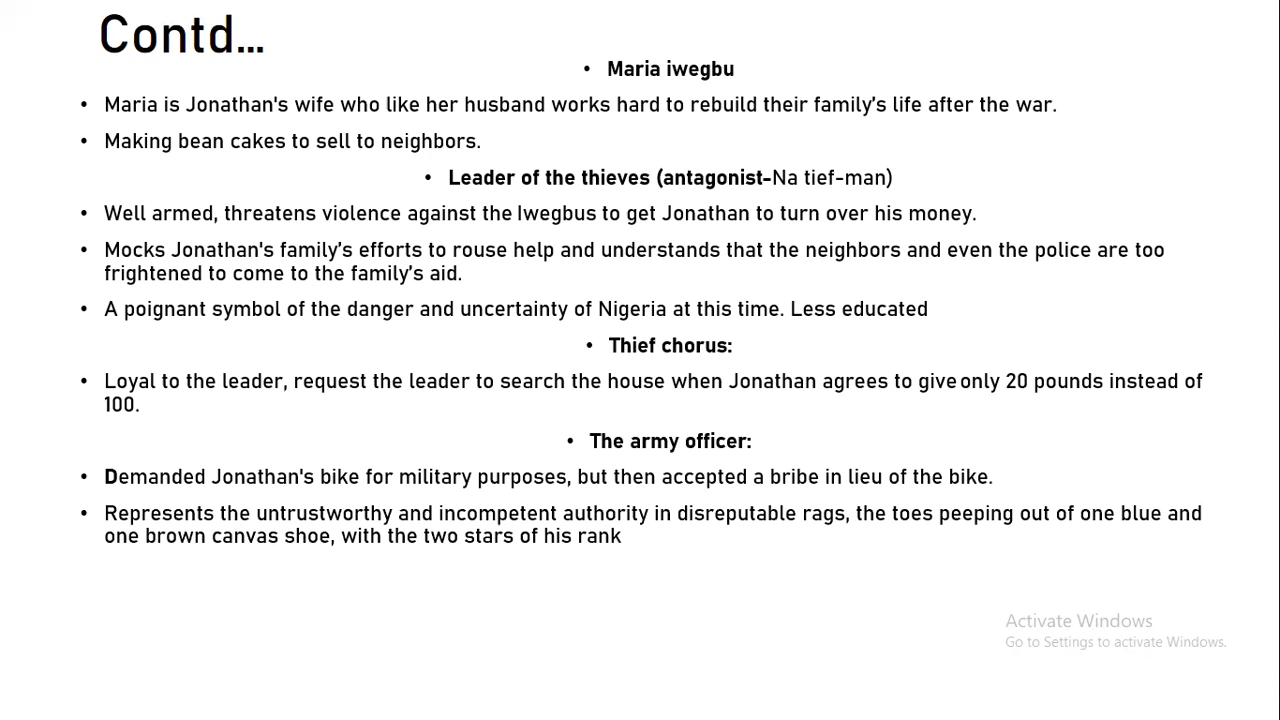 Contd…
• Maria iwegbu
• Maria is Jonathan's wife who like her husband works hard to rebuild their family’s life after the war.
• Making bean cakes to sell to neighbors.
• Leader of the thieves (antagonist-Na tief-man)
• Well armed, threatens violence against the Iwegbus to get Jonathan to turn over his money.
• Mocks Jonathan's family’s efforts to rouse help and understands that the neighbors and even the police are too
frightened to come to the family’s aid.
• A poignant symbol of the danger and uncertainty of Nigeria at this time. Less educated
• Thief chorus:
• Loyal to the leader, request the leader to search the house when Jonathan agrees to give only 20 pounds instead of
100.
• The army officer:
• Demanded Jonathan's bike for military purposes, but then accepted a bribe in lieu of the bike.
• Represents the untrustworthy and incompetent authority in disreputable rags, the toes peeping out of one blue and
one brown canvas shoe, with the two stars of his rank
Activate Windows
Go to Settings to activate Windows.